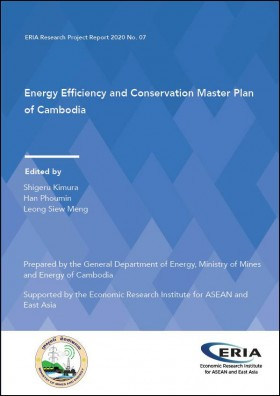 ERIA Research Project Report 2020 No. 07
Energy Efficiency and Conservation Master Plan
of Cambodia
Edited by
Shigeru Kimura
Han Phoumin
Leong Siew Meng
Prepared by the General Department of Energy, Ministry of Mines
and Energy of Cambodia
Supported by the Economic Research Institute for ASEAN and
East Asia
ERIA
Economic Research Institute
for ASEAN and East Asia